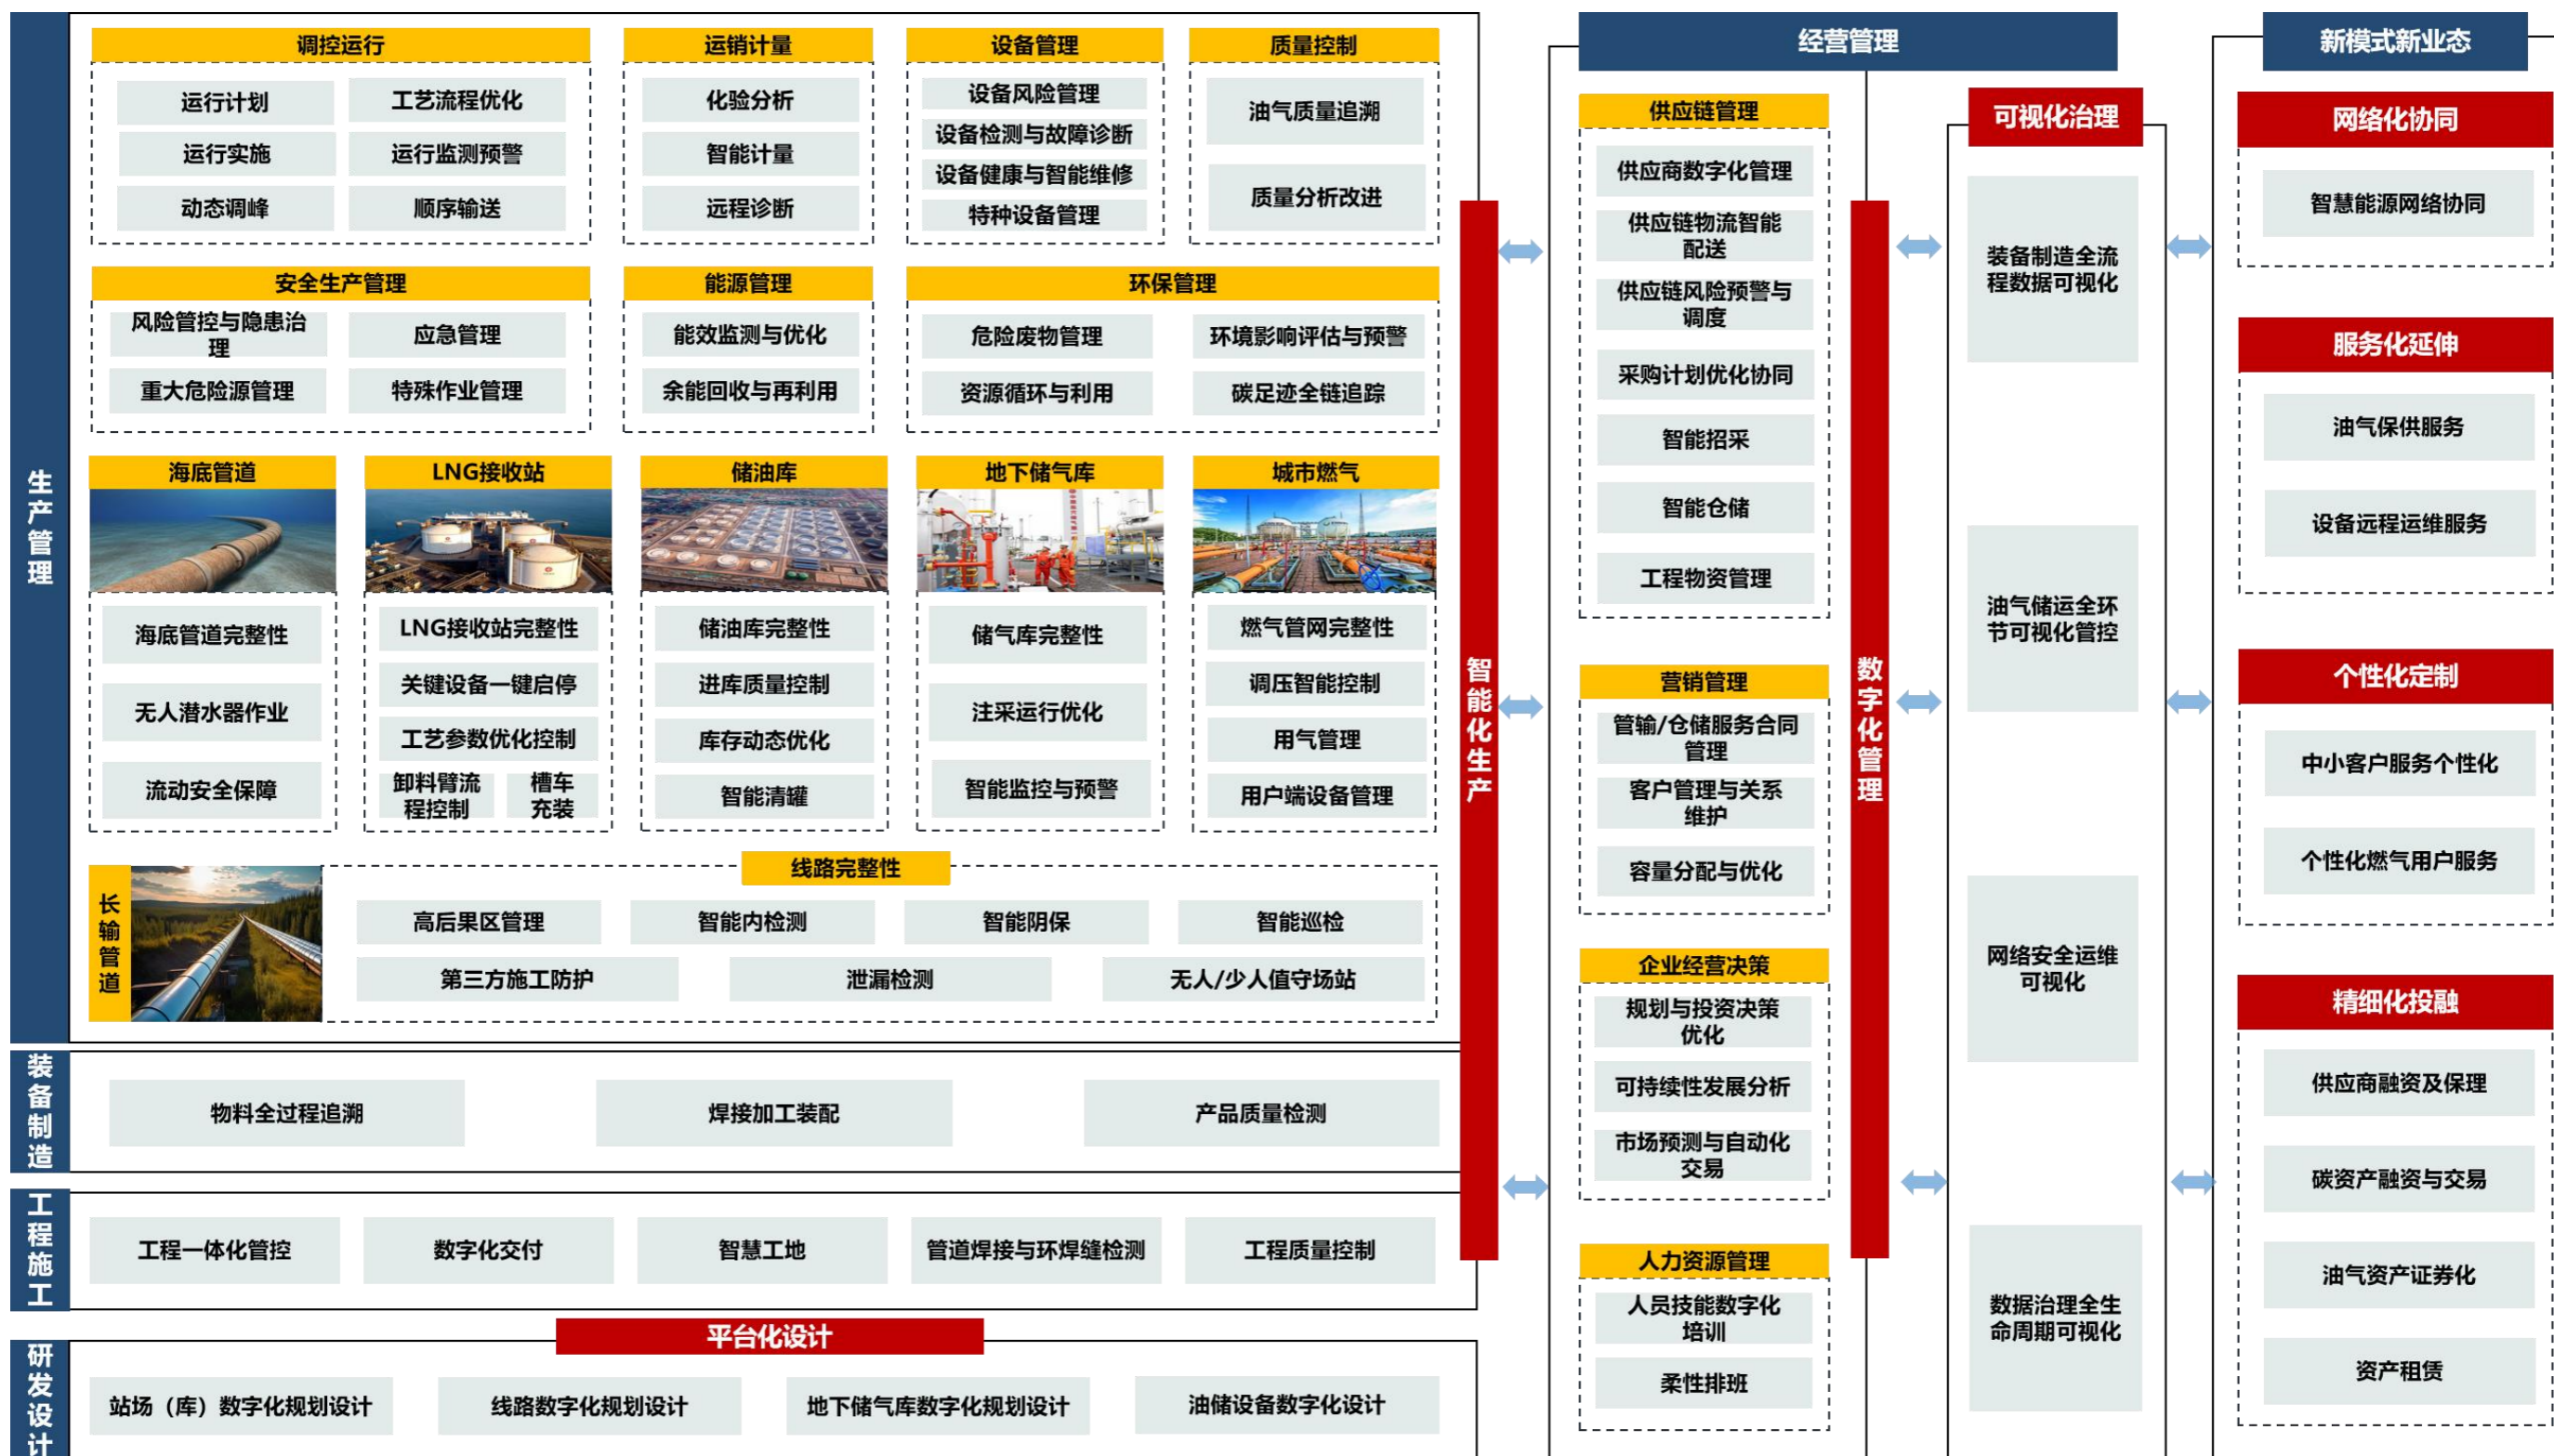 生产管理
调控运行
运行计划
工艺流程优化
运行实施
运行监测预警
动态调峰
顺序输送
运销计量
化验分析
智能计量
远程诊断
设备管理
设备风险管理
设备检测与故障诊断
设备健康与智能维修
特种设备管理
质量控制
油气质量追溯
质量分析改进
安全生产管理
风险管控与隐患治
理
应急管理
重大危险源管理
特殊作业管理
能源管理
能效监测与优化
余能回收与再利用
环保管理
危险废物管理
环境影响评估与预警
资源循环与利用
碳足迹全链追踪
海底管道
海底管道完整性
无人潜水器作业
流动安全保障
LNG接收站
LNG接收站完整性
关键设备一键启停
工艺参数优化控制
卸料臂流
程控制
槽车
充装
储油库
储油库完整性
进库质量控制
库存动态优化
智能清罐
地下储气库
储气库完整性
注采运行优化
智能监控与预警
城市燃气
燃气管网完整性
调压智能控制
用气管理
用户端设备管理
长输管道
线路完整性
高后果区管理
智能内检测
智能阴保
智能巡检
第三方施工防护
泄漏检测
无人/少人值守场站
装备制造
物料全过程追溯
焊接加工装配
产品质量检测
工程施工
工程一体化管控
数字化交付
智慧工地
管道焊接与环焊缝检测
工程质量控制
研发设计
平台化设计
站场（库）数字化规划设计
线路数字化规划设计
地下储气库数字化规划设计
油储设备数字化设计
智能化生产
经营管理
供应链管理
供应商数字化管理
供应链物流智能
配送
供应链风险预警与
调度
采购计划优化协同
智能招采
智能仓储
工程物资管理
营销管理
管输/仓储服务合同
管理
客户管理与关系
维护
容量分配与优化
企业经营决策
规划与投资决策
优化
可持续性发展分析
市场预测与自动化
交易
人力资源管理
人员技能数字化
培训
柔性排班
数字化管理
可视化治理
装备制造全流
程数据可视化
油气储运全环
节可视化管控
网络安全运维
可视化
数据治理全生
命周期可视化
新模式新业态
网络化协同
智慧能源网络协同
服务化延伸
油气保供服务
设备远程运维服务
个性化定制
中小客户服务个性化
个性化燃气用户服务
精细化投融
供应商融资及保理
碳资产融资与交易
油气资产证券化
资产租赁